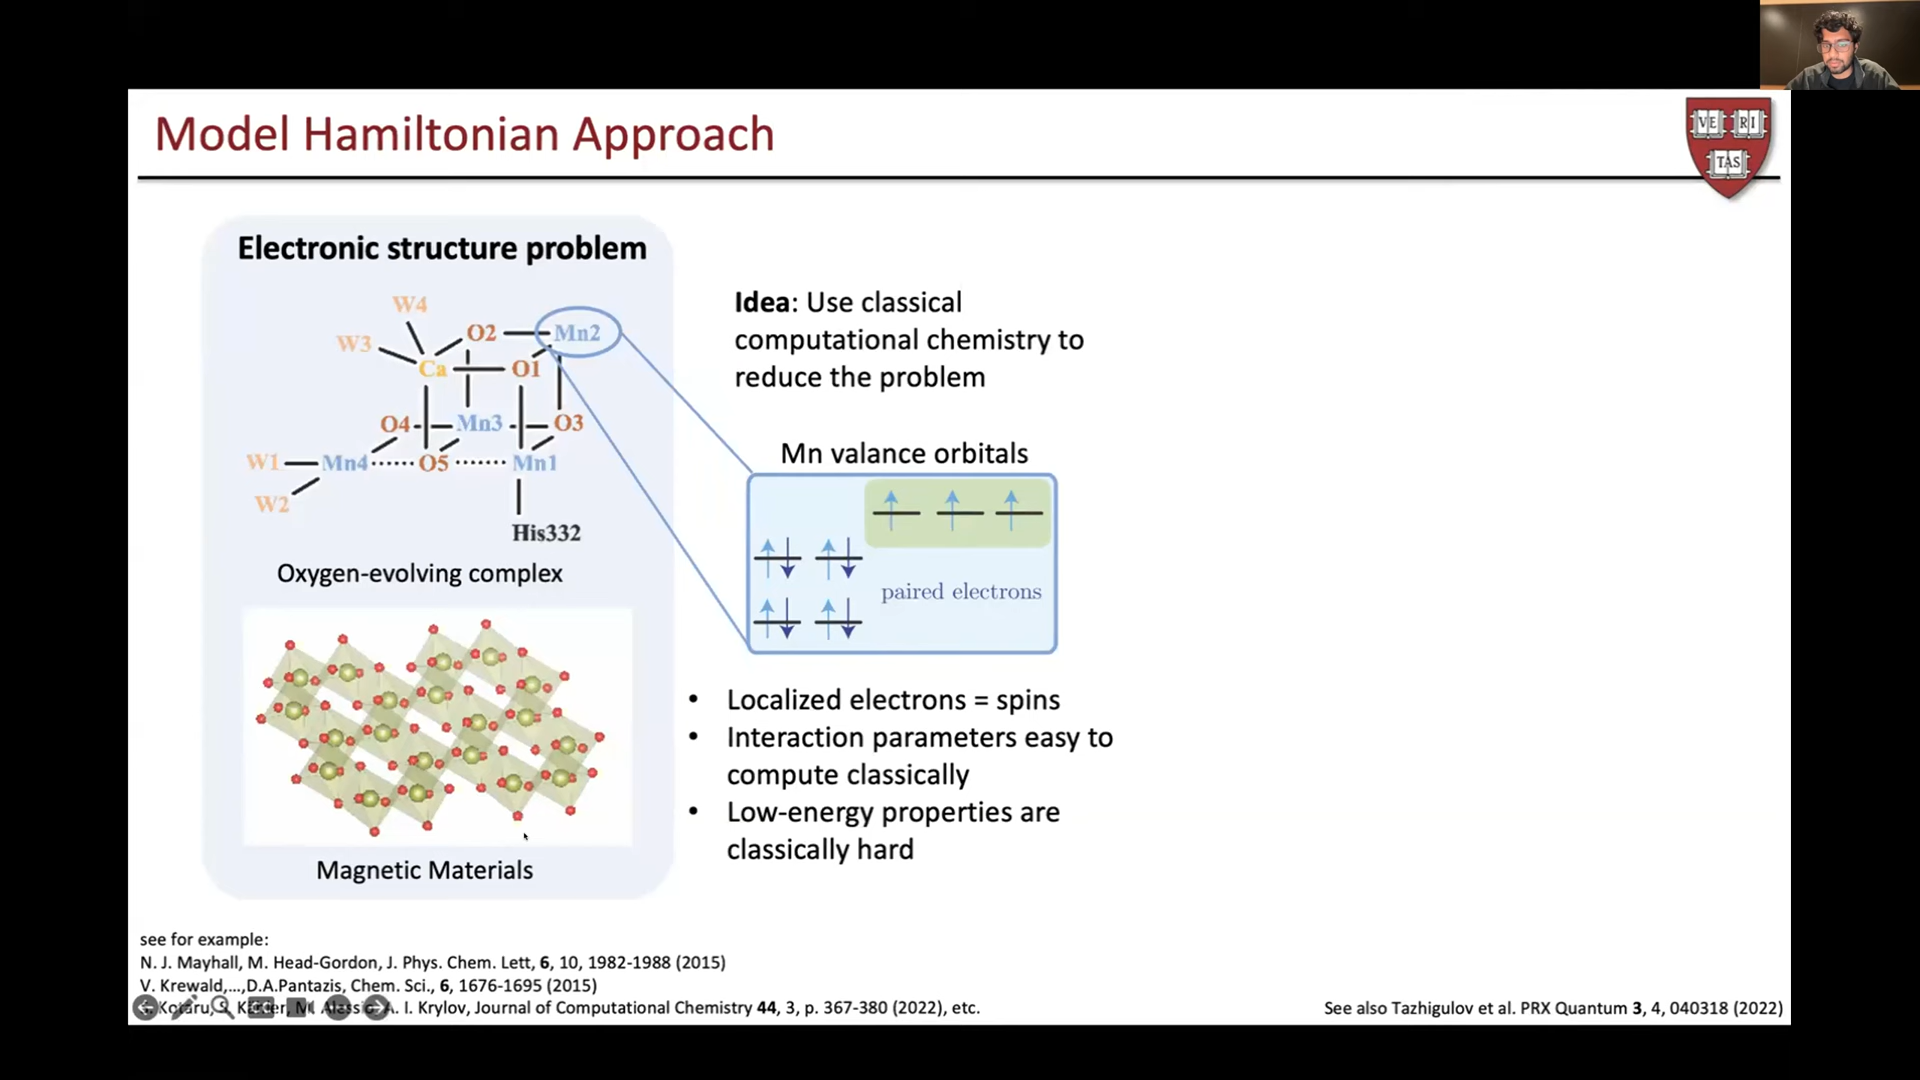 Model Hamiltonian Approach
VE RI
TAS
Electronic structure problem
W4
W3
O2
Mn2
Ca
O1
O4
Mn3
O3
W1
Mn4
O5
Mn1
W2
His332
Oxygen-evolving complex
Magnetic Materials
Idea: Use classical
computational chemistry to
reduce the problem
Mn valance orbitals
paired electrons
• Localized electrons = spins
• Interaction parameters easy to
compute classically
• Low-energy properties are
classically hard
see for example:
N. J. Mayhall, M. Head-Gordon, J. Phys. Chem. Lett, 6, 10, 1982-1988 (2015)
V. Krewald,...,D.A.Pantazis, Chem. Sci., 6, 1676-1695 (2015)
I. Krylov, Journal of Computational Chemistry 44, 3, p. 367-380 (2022), etc.
See also Tazhigulov et al. PRX Quantum 3, 4, 040318 (2022)